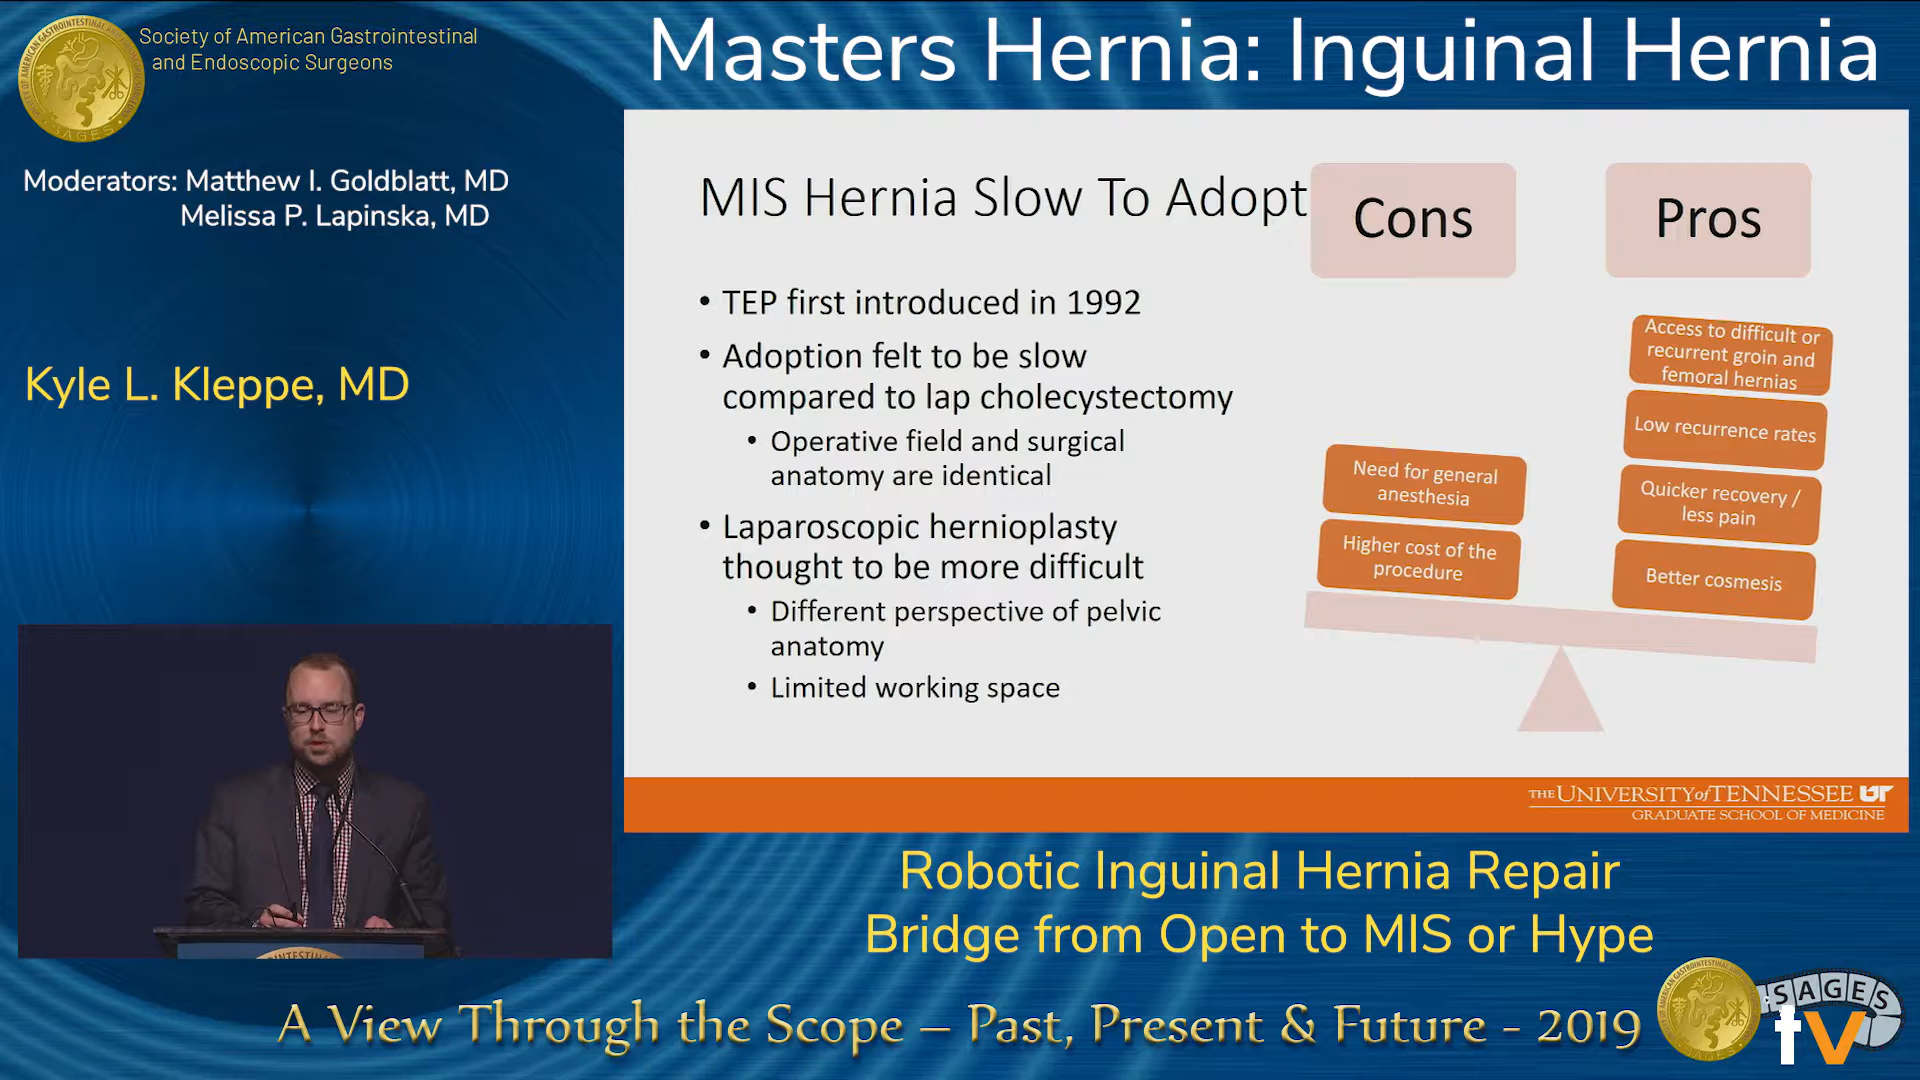 Society of American Gastrointestinal
and Endoscopic Surgeons
Masters Hernia: Inguinal Hernia
Moderators: Matthew I. Goldblatt, MD
Melissa P. Lapinska, MD
Kyle L. Kleppe, MD
MIS Hernia Slow To Adopt
• TEP first introduced in 1992
• Adoption felt to be slow
compared to lap cholecystectomy
• Operative field and surgical
anatomy are identical
• Laparoscopic hernioplasty
thought to be more difficult
• Different perspective of pelvic
anatomy
• Limited working space
Cons
Need for general
anesthesia
Higher cost of the
procedure
Pros
Access to difficult or
recurrent groin and
femoral hernias
Low recurrence rates
Quicker recovery /
less pain
Better cosmesis
THE UNIVERSITY of TENNESSEE UT
GRADUATE SCHOOL OF MEDICINE
Robotic Inguinal Hernia Repair
Bridge from Open to MIS or Hype
A View Through the Scope – Past, Present & Future - 2019
SAGES
tv
SAGES